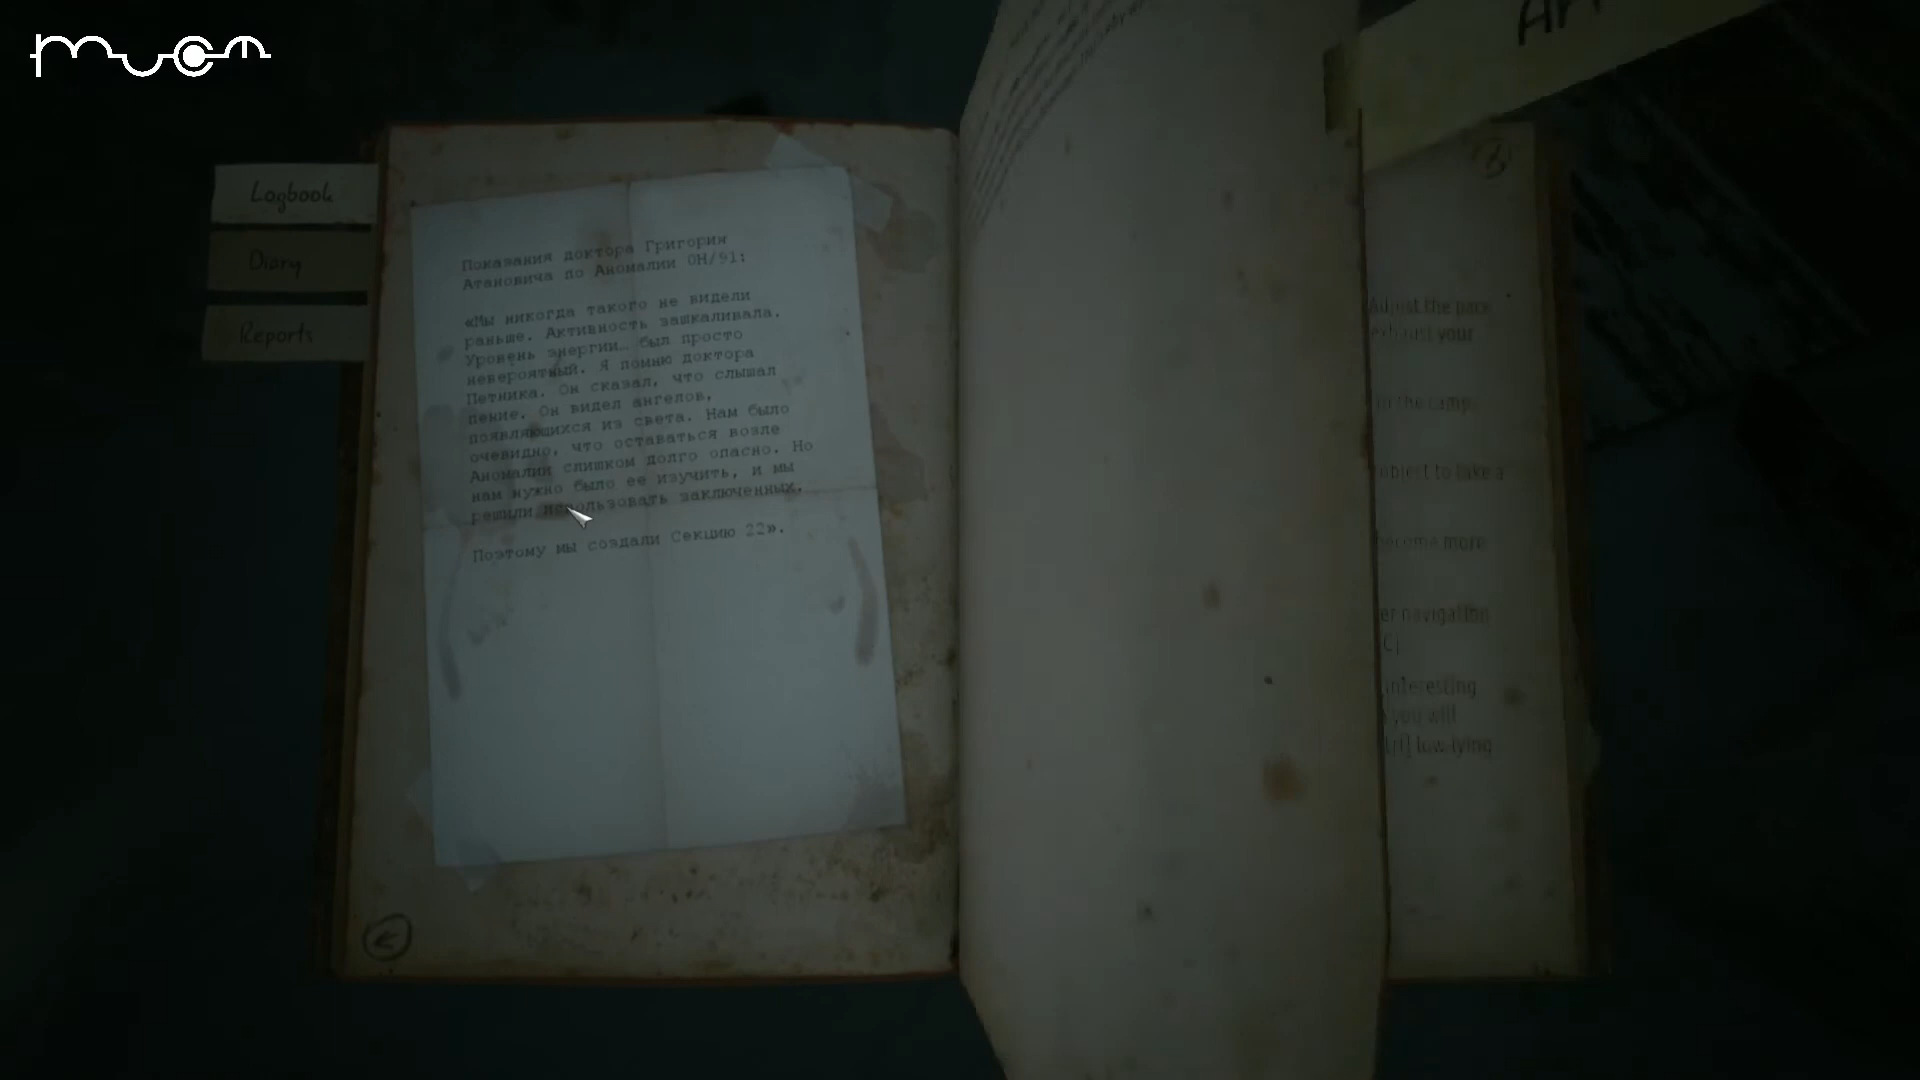 Logbook
Diary
Reports
Показания доктора Григория
Атановича по Аномалии ОН/91:
«Мы никогда такого не видели
раньше. Активность зашкаливала.
Уровень энергии… был просто
невероятный. Я помню доктора
Петника. Он сказал, что слышал
пение. Он видел ангелов,
появляющихся из света. Нам было
очевидно, что оставаться возле
Аномалии слишком долго опасно. Но
нам нужно было ее изучить, и мы
решили использовать заключенных.
Поэтому мы создали Секцию 22».
Adjust the pace
exhaust your
in the camp.
object to take a
become more
er navigation
C]
interesting
you will
low-lying